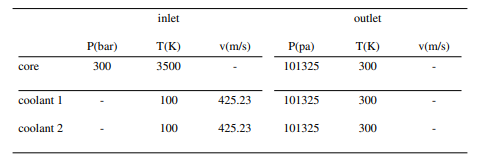 inlet outlet
P(bar) T(K) v(m/s) P(pa) T(K) v(m/s)
core 300 3500 - 101325 300 -
coolant 1 - 100 425.23 101325 300 -
coolant 2 - 100 425.23 101325 300 -